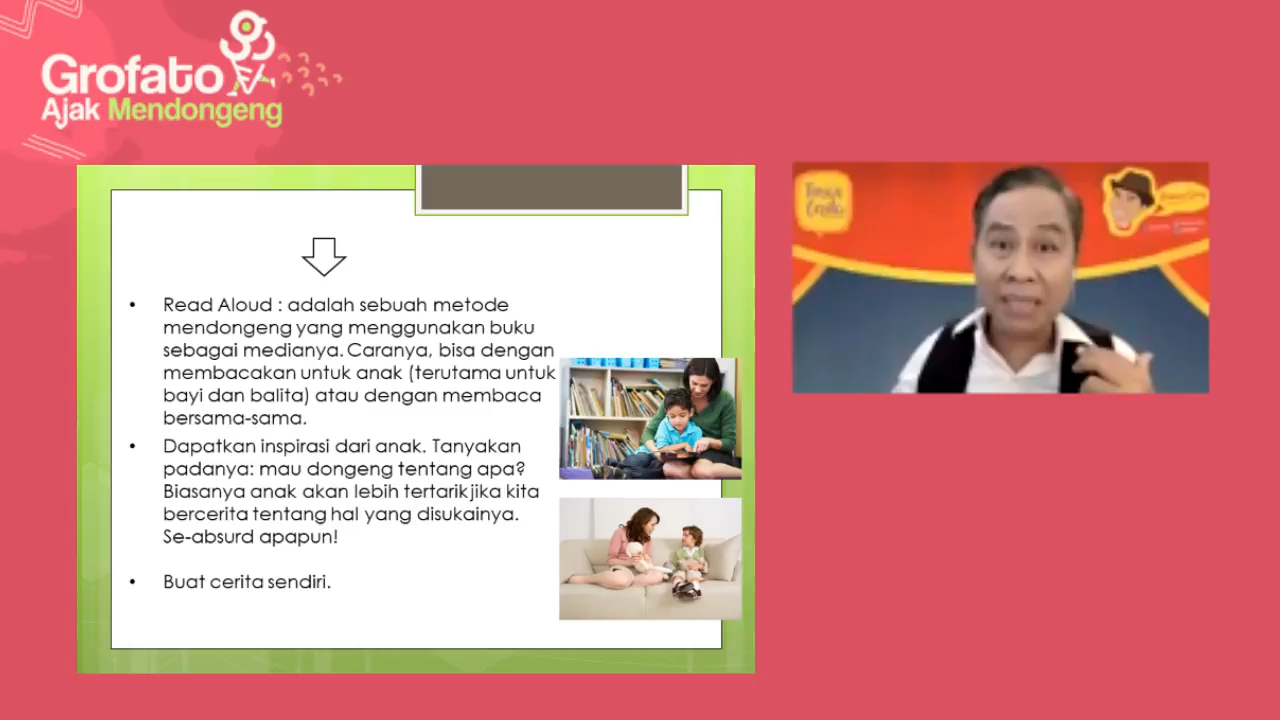 Grofato
Ajak Mendongeng
Read Aloud : adalah sebuah metode
mendongeng yang menggunakan buku
sebagai medianya. Caranya, bisa dengan
membacakan untuk anak (terutama untuk
bayi dan balita) atau dengan membaca
bersama-sama.
Dapatkan inspirasi dari anak. Tanyakan
padanya: mau dongeng tentang apa?
Biasanya anak akan lebih tertarik jika kita
bercerita tentang hal yang disukainya.
Se-absurd apapun!
Buat cerita sendiri.